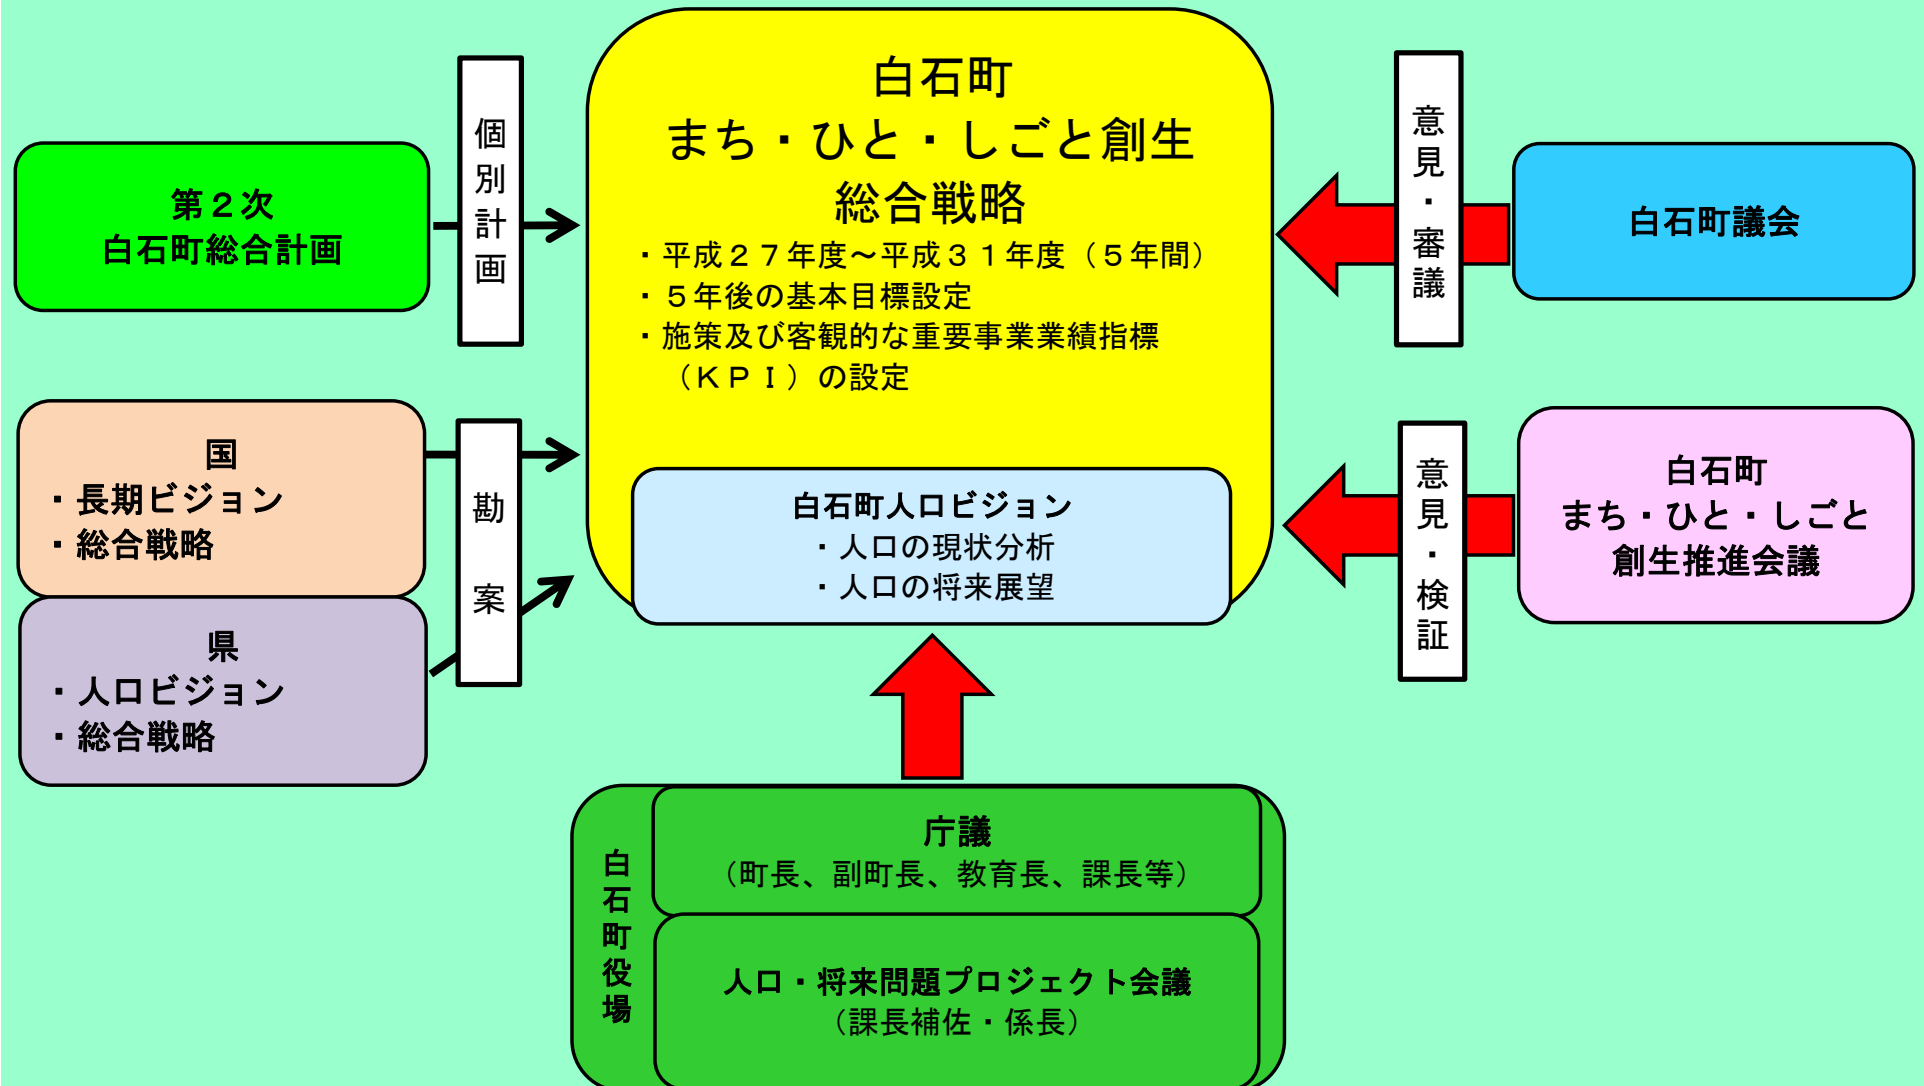 白石町
まち・ひと・しごと創生
総合戦略
・平成２７年度～平成３１年度（５年間）
・５年後の基本目標設定
・施策及び客観的な重要事業業績指標
（ＫＰＩ）の設定
白石町人口ビジョン
・人口の現状分析
・人口の将来展望
第２次
白石町総合計画
個別計画
国
・長期ビジョン
・総合戦略
県
・人口ビジョン
・総合戦略
勘案
意見・審議
白石町議会
意見・検証
白石町
まち・ひと・しごと
創生推進会議
白石町役場
庁議
（町長、副町長、教育長、課長等）
人口・将来問題プロジェクト会議
（課長補佐・係長）